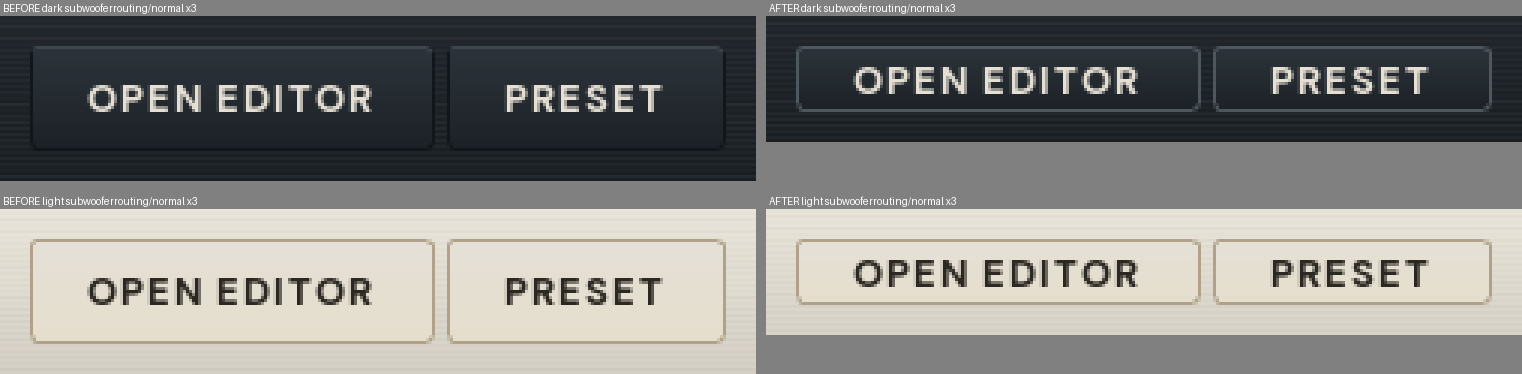 BEFORE dark subwooferrouting/normal x3
AFTER dark subwooferrouting/normal x3
OPEN EDITOR PRESET
OPEN EDITOR PRESET
BEFORE light subwooferrouting/normal x3
AFTER light subwooferrouting/normal x3
OPEN EDITOR PRESET
OPEN EDITOR PRESET